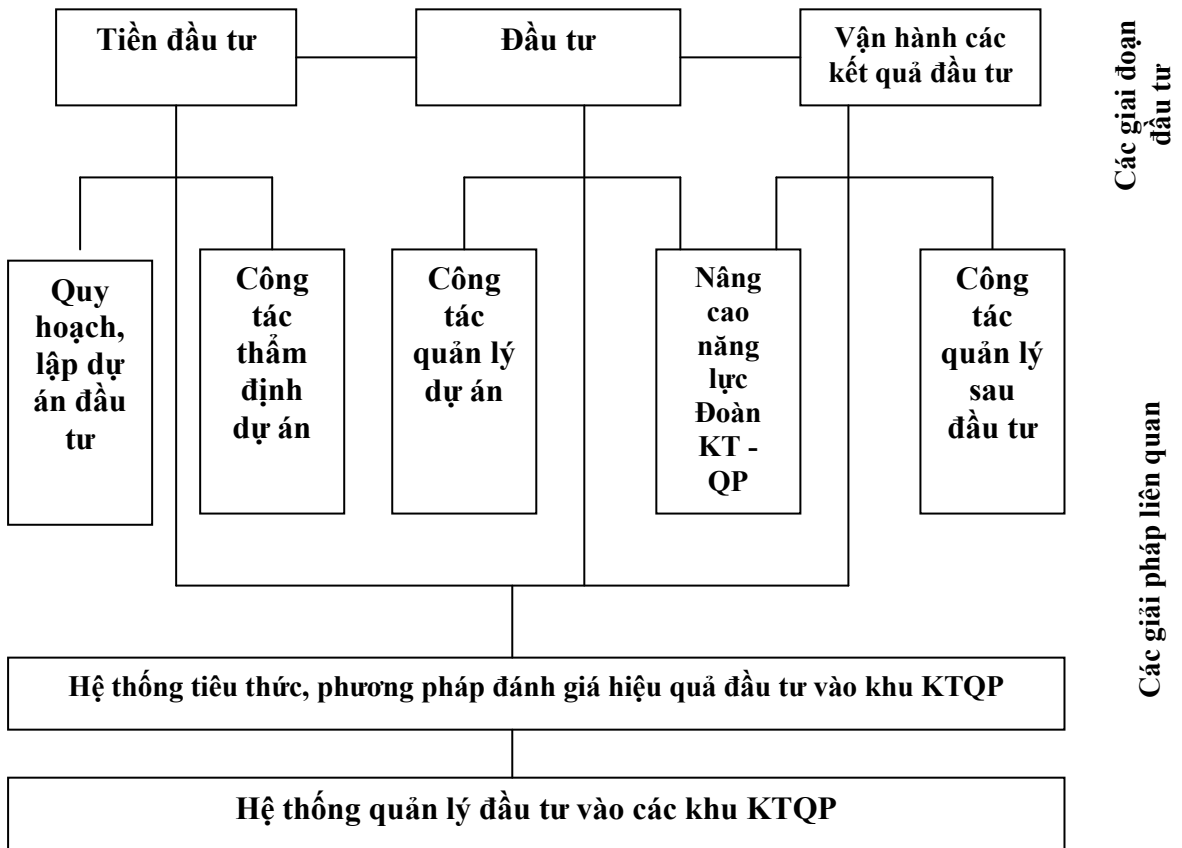 Tiền đầu tư
Đầu tư
Vận hành các
kết quả đầu tư
Các giai đoạn
đầu tư
Quy
hoạch,
lập dự
án đầu
tư
Công
tác
thẩm
định
dự án
Công
tác
quản lý
dự án
Nâng
cao
năng
lực
Đoàn
KT -
QP
Công
tác
quản lý
sau
đầu tư
Các giải pháp liên quan
Hệ thống tiêu thức, phương pháp đánh giá hiệu quả đầu tư vào khu KTQP
Hệ thống quản lý đầu tư vào các khu KTQP